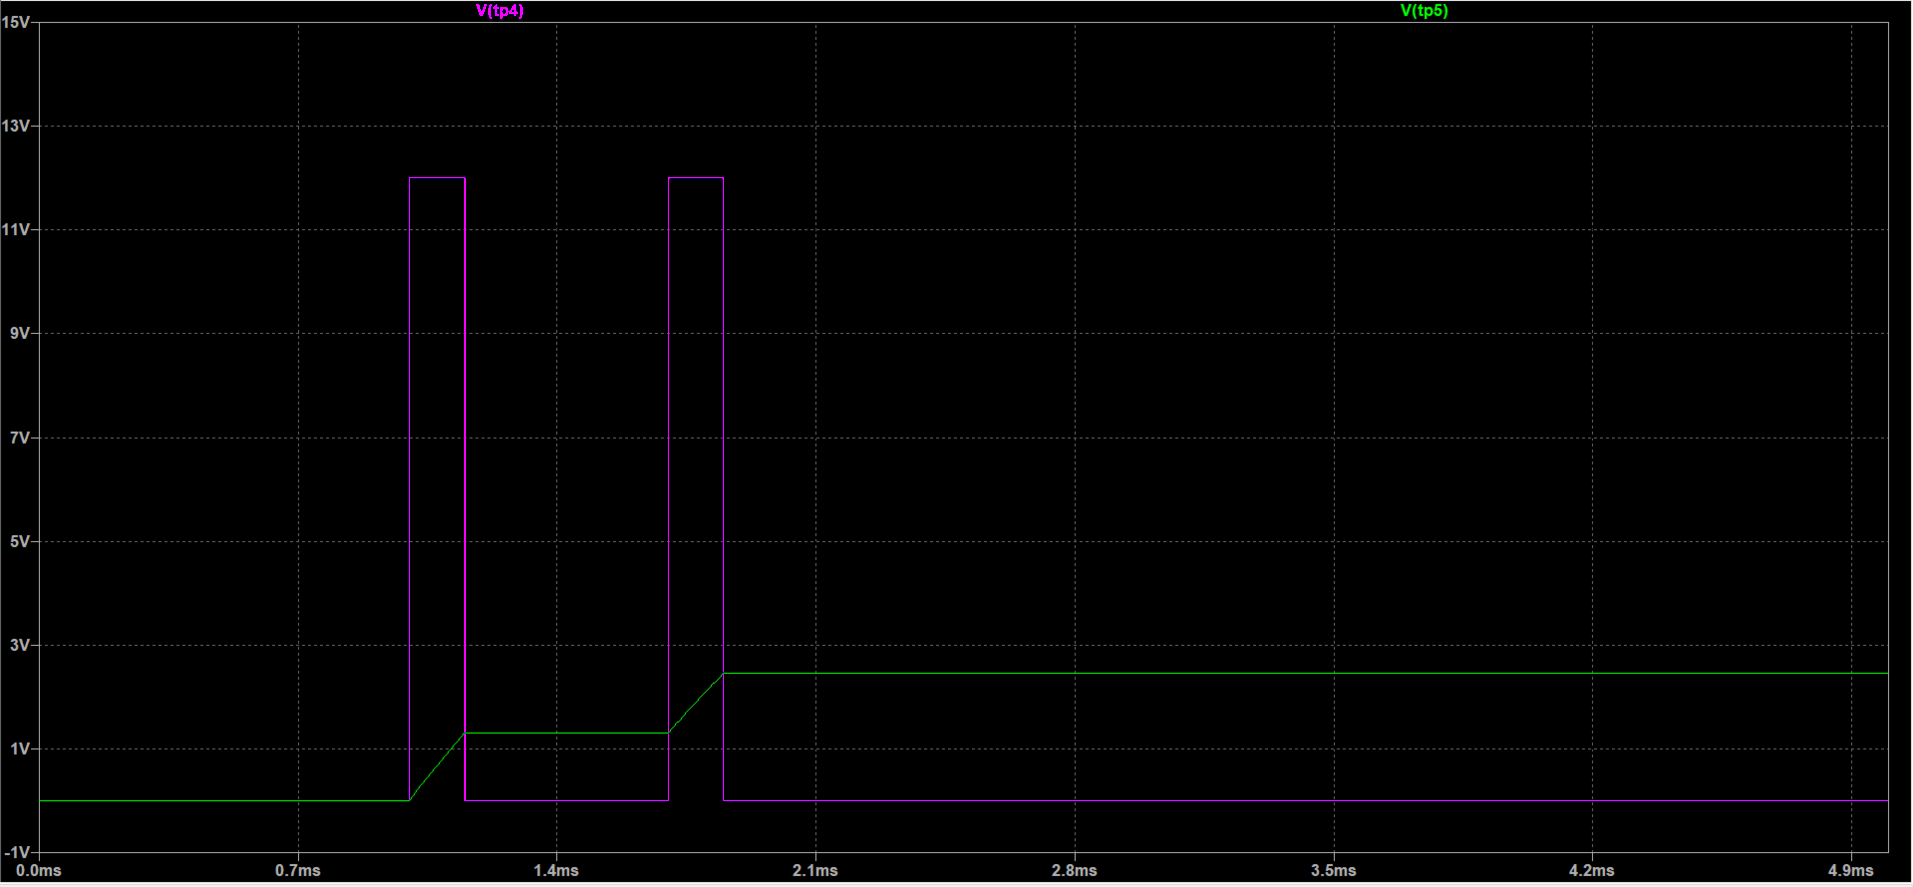 V(tp4) V(tp5)
15V
13V
11V
9V
7V
5V
3V
1V
-1V
0.0ms 0.7ms 1.4ms 2.1ms 2.8ms 3.5ms 4.2ms 4.9ms